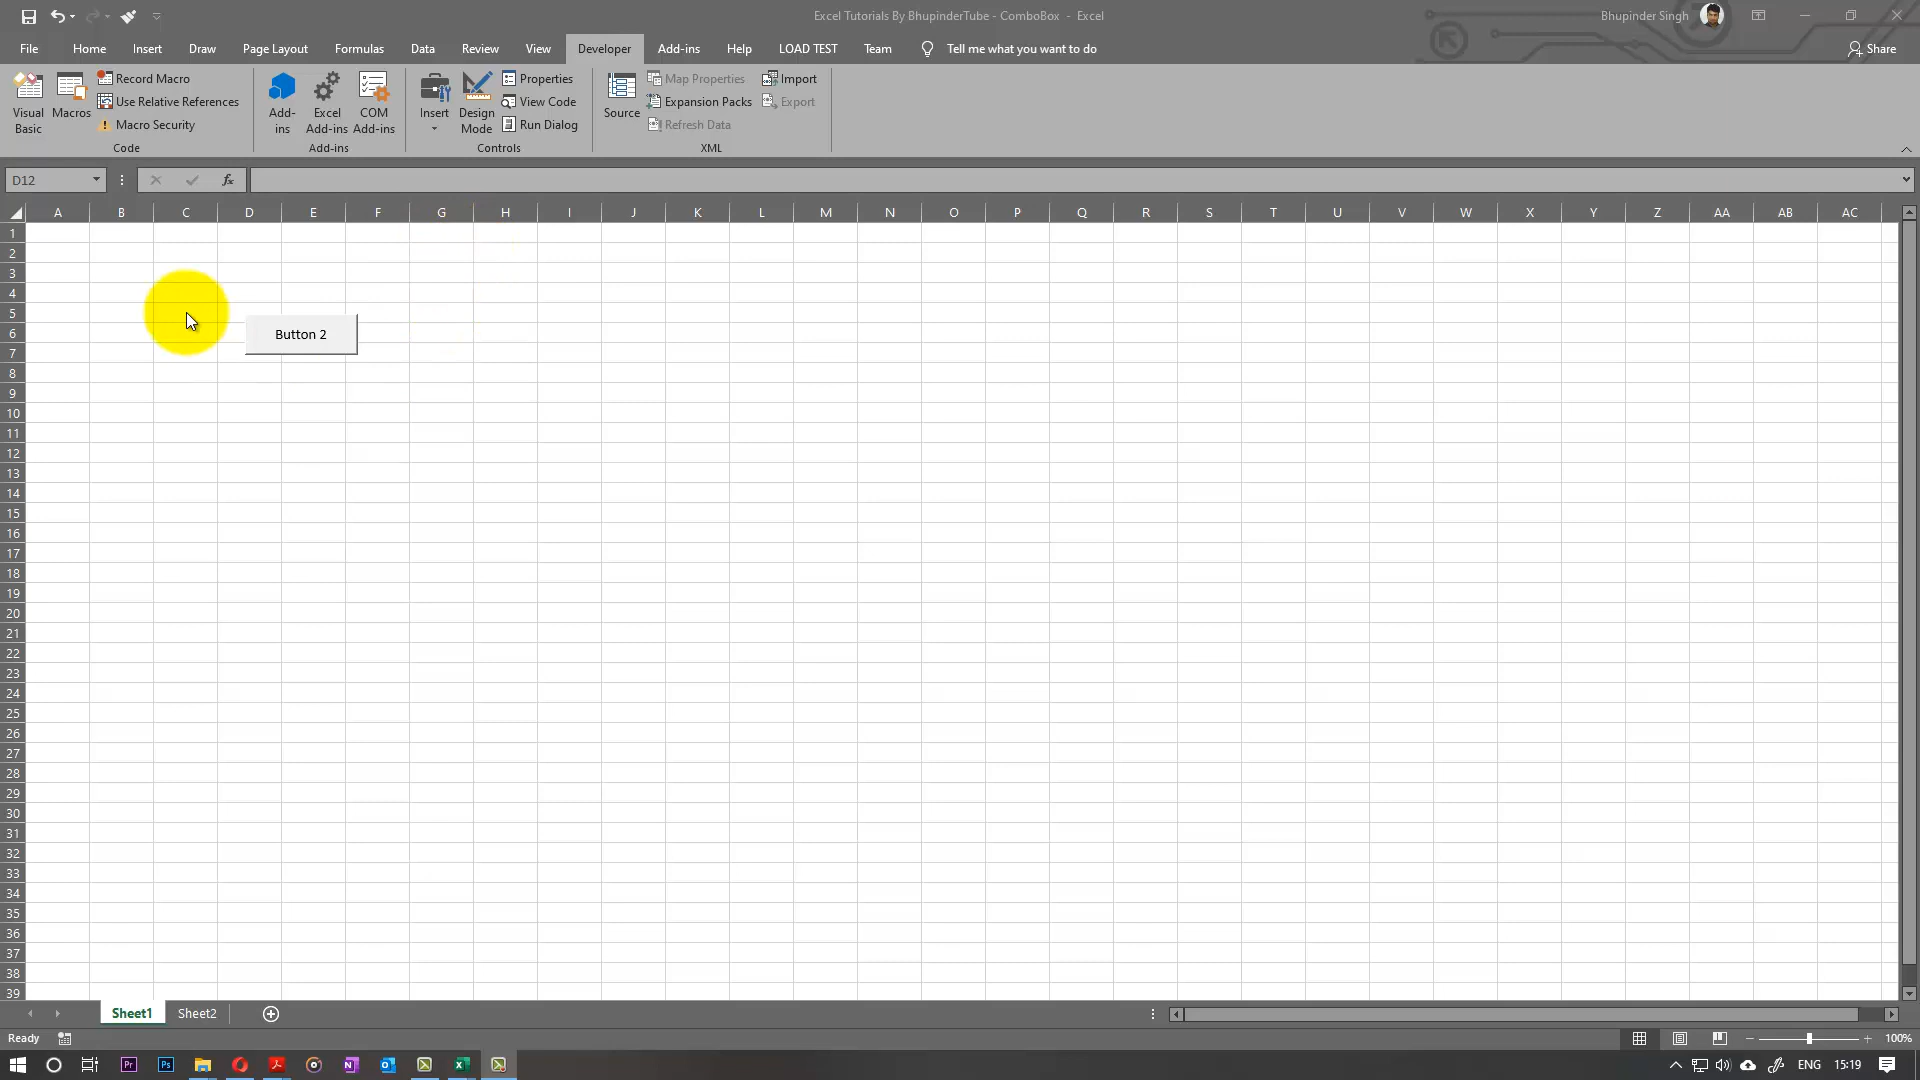 Excel Tutorials By BhupinderTube - ComboBox - Excel
Bhupinder Singh
File Home Insert Draw Page Layout Formulas Data Review View Developer Add-ins Help LOAD TEST Team Tell me what you want to do Share
Visual Basic
Macros
Record Macro
Use Relative References
Macro Security
Code
Add-ins
Excel Add-ins
COM Add-ins
Add-ins
Insert
Design Mode
Properties
View Code
Run Dialog
Controls
Source
Map Properties
Expansion Packs
Refresh Data
Import
Export
XML
D12 fx
A B C D E F G H I J K L M N O P Q R S T U V W X Y Z AA AB AC
1
2
3
4
5
6
7
8
9
10
11
12
13
14
15
16
17
18
19
20
21
22
23
24
25
26
27
28
29
30
31
32
33
34
35
36
37
38
39
Button 2
Sheet1 Sheet2
Ready 100%
Pr Ps ENG 15:19